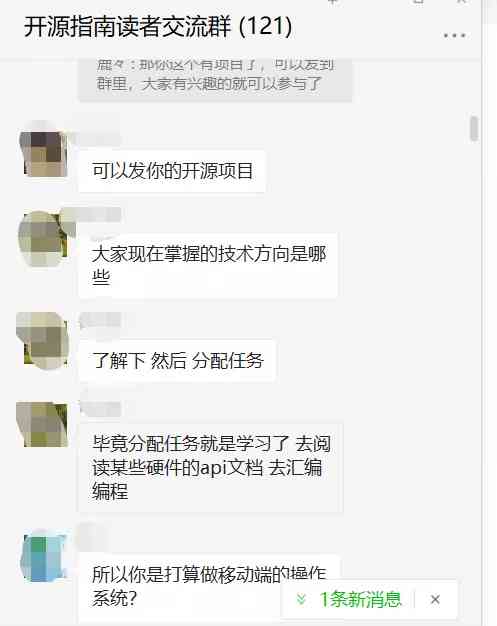 开源指南读者交流群 (121)
鹿々：那你这个有项目了，可以发到
群里，大家有兴趣的就可以参与了
可以发你的开源项目
大家现在掌握的技术方向是哪
些
了解下 然后 分配任务
毕竟分配任务就是学习了 去阅
读某些硬件的api文档 去汇编
编程
所以你是打算做移动端的操作
系统？
1条新消息